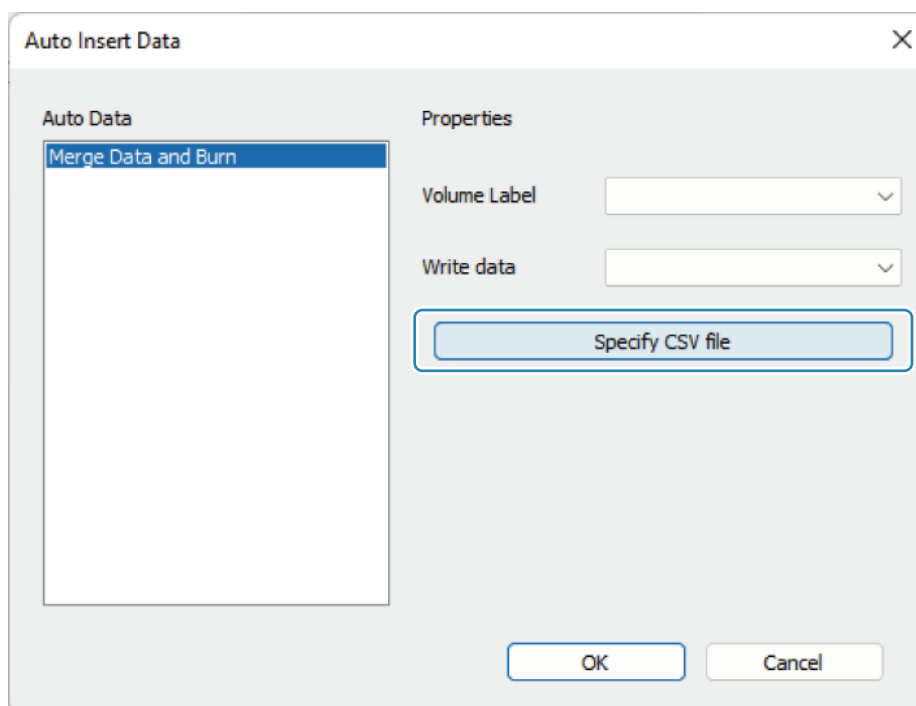 Auto Insert Data
Auto Data
Merge Data and Burn
Properties
Volume Label
Write data
Specify CSV file
OK
Cancel